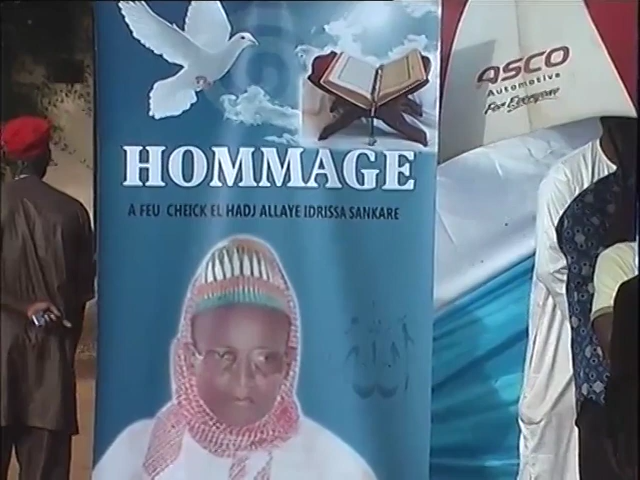 HOMMAGE
A FEU CHEICK EL HADJ ALLAYE IDRISSA SANKARE
ASCO
Automotive
For Everyone